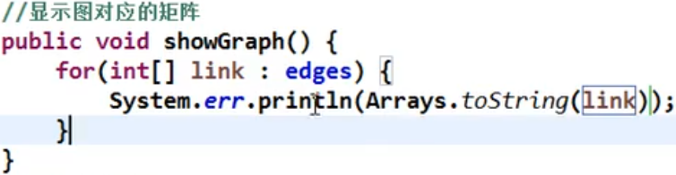 //显示图对应的矩阵
public void showGraph() {
    for(int[] link : edges) {
        System.err.println(Arrays.toString(link));
    }
}